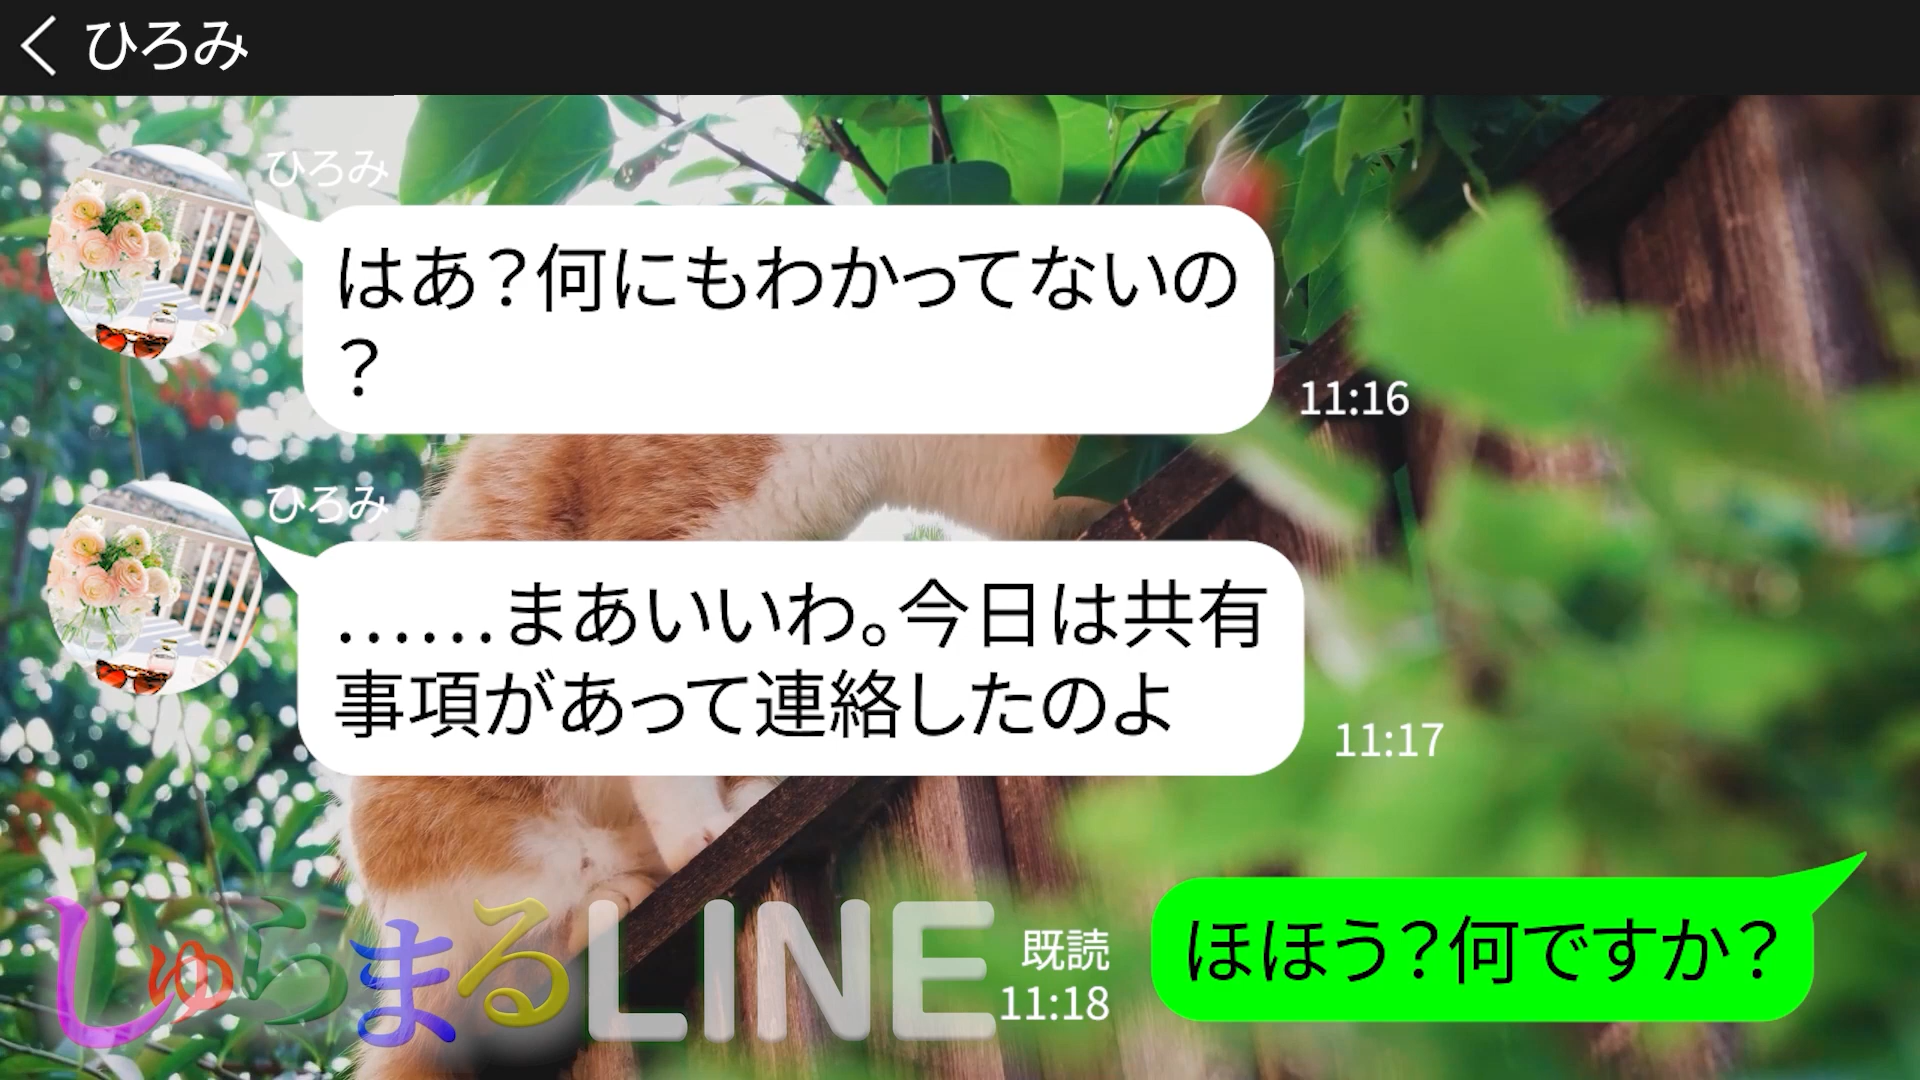 ひろみ
ひろみ
はあ？何にもわかってないの
？
11:16
ひろみ
……まあいいわ。今日は共有
事項があって連絡したのよ
11:17
ほほう？何ですか？
既読
11:18
しゅらまるLINE